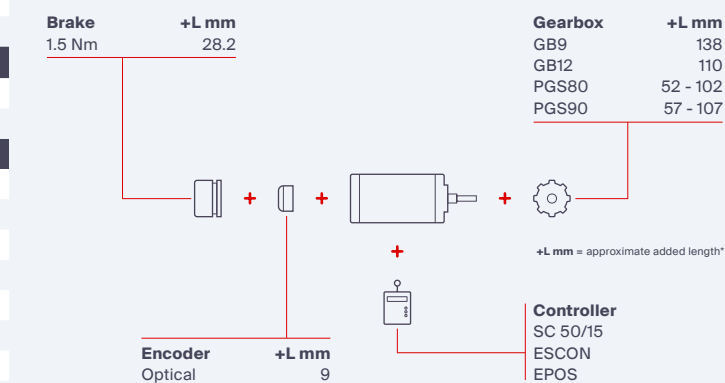 Brake +L mm
1.5 Nm 28.2
Gearbox +L mm
GB9 138
GB12 110
PGS80 52 - 102
PGS90 57 - 107
+L mm = approximate added length*
Encoder +L mm
Optical 9
Controller
SC 50/15
ESCON
EPOS